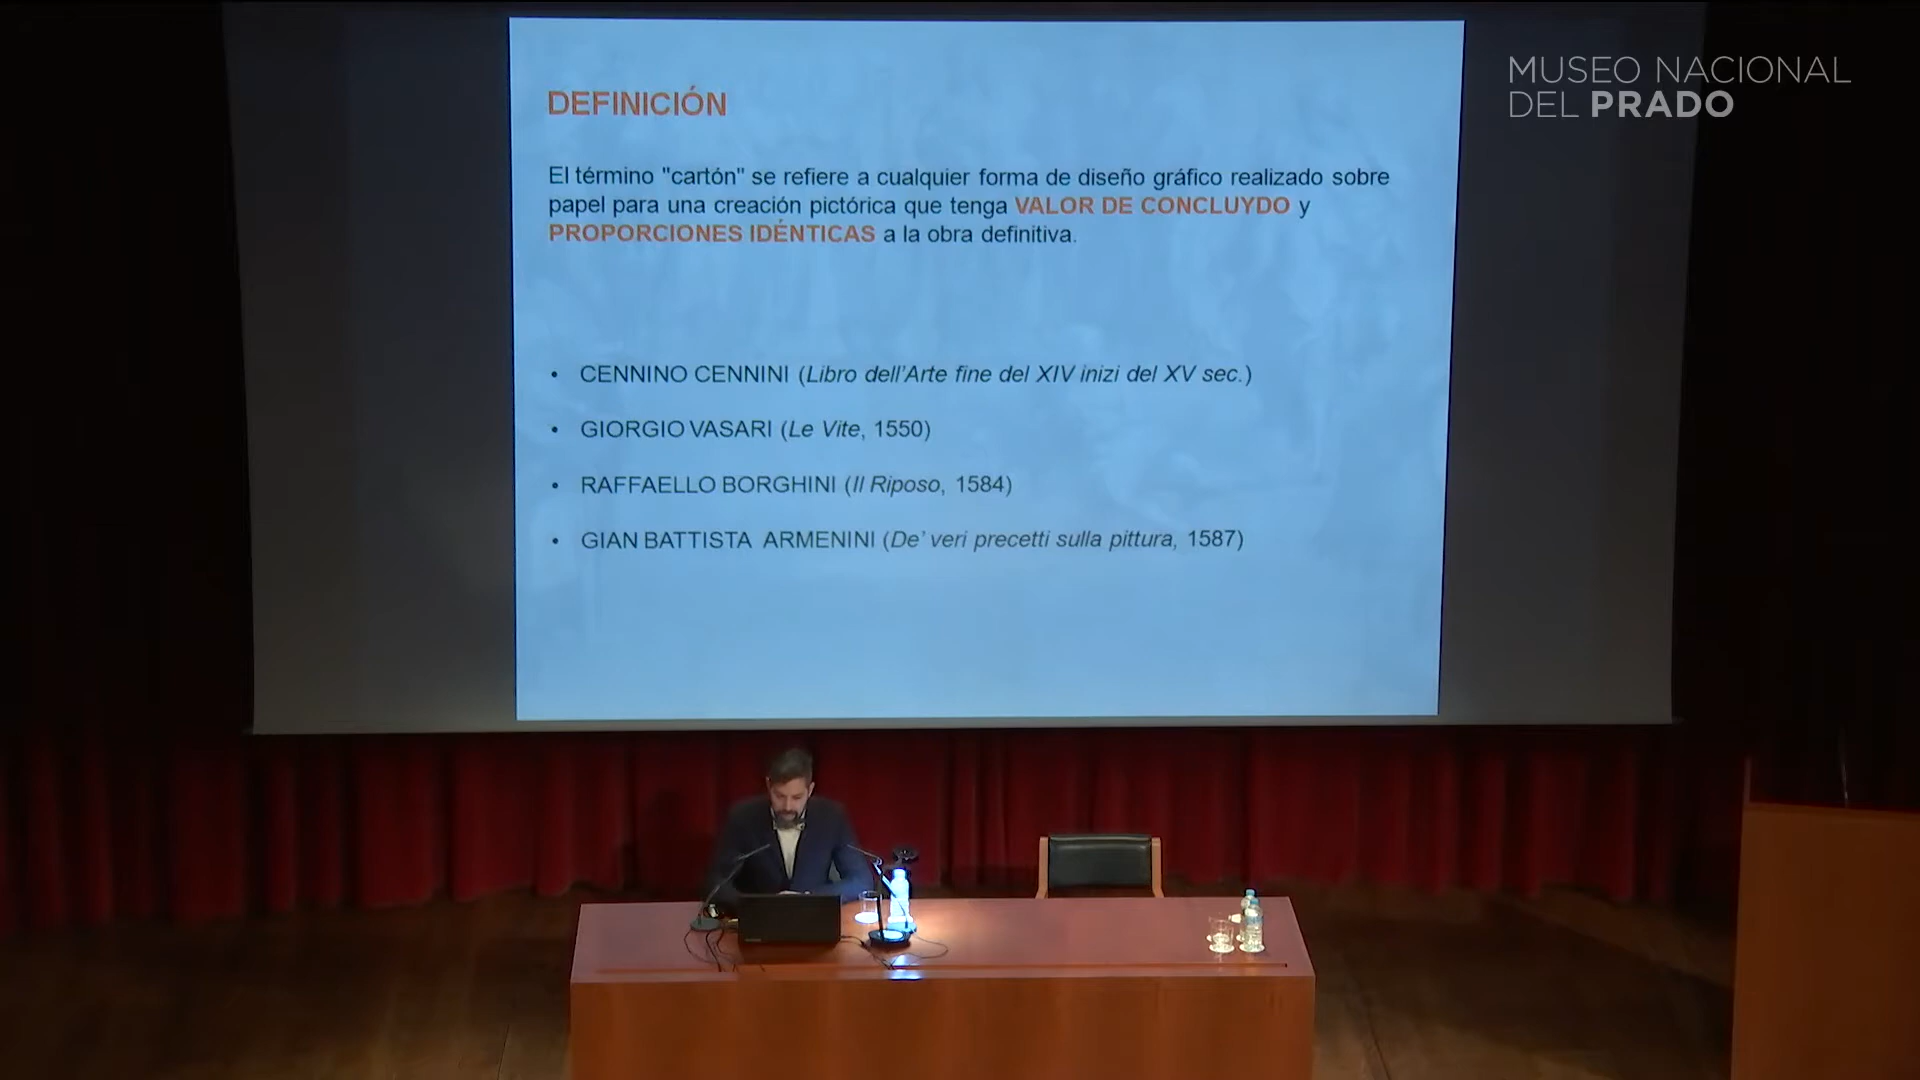 MUSEO NACIONAL
DEL PRADO
DEFINICIÓN
El término "cartón" se refiere a cualquier forma de diseño gráfico realizado sobre
papel para una creación pictórica que tenga VALOR DE CONCLUYDO y
PROPORCIONES IDÉNTICAS a la obra definitiva.
• CENNINO CENNINI (Libro dell'Arte fine del XIV inizi del XV sec.)
• GIORGIO VASARI (Le Vite, 1550)
• RAFFAELLO BORGHINI (Il Riposo, 1584)
• GIAN BATTISTA ARMENINI (De' veri precetti sulla pittura, 1587)